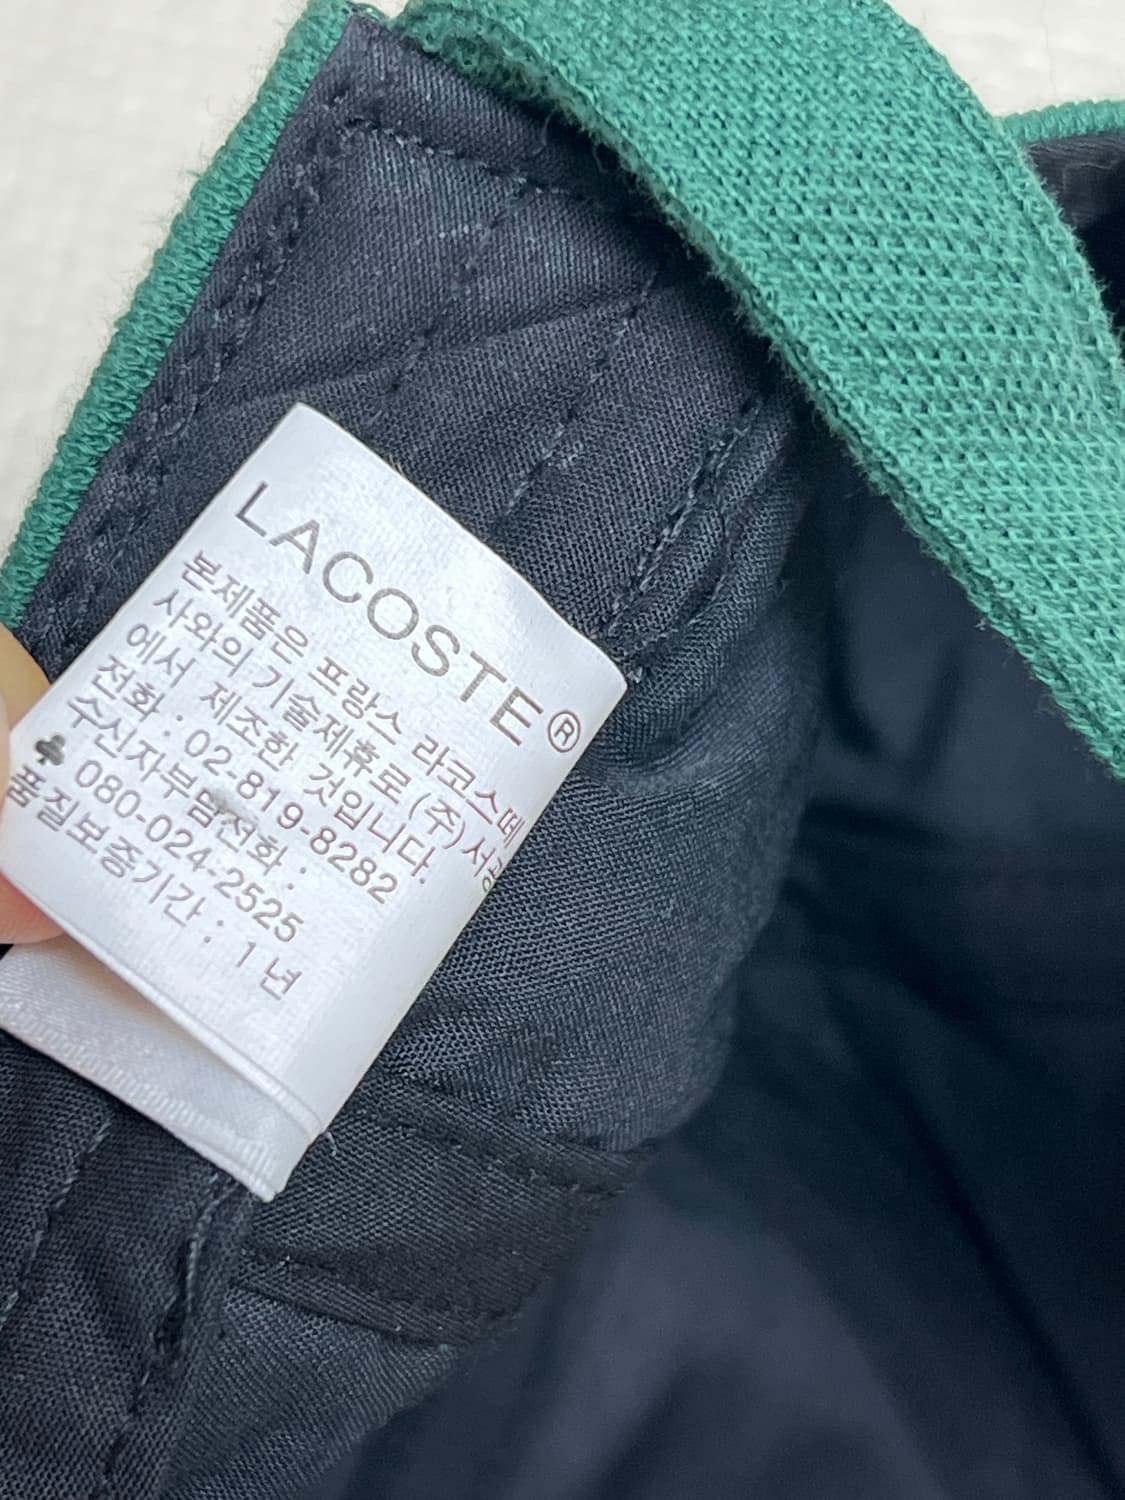 LACOSTE®
본제품은 프랑스 라코스떼
사와의 기술제휴로 (주)서광
에서 제조한 것입니다.
전화 : 02-819-8282
수신자부담전화 :
080-024-2525
품질보증기간 : 1년